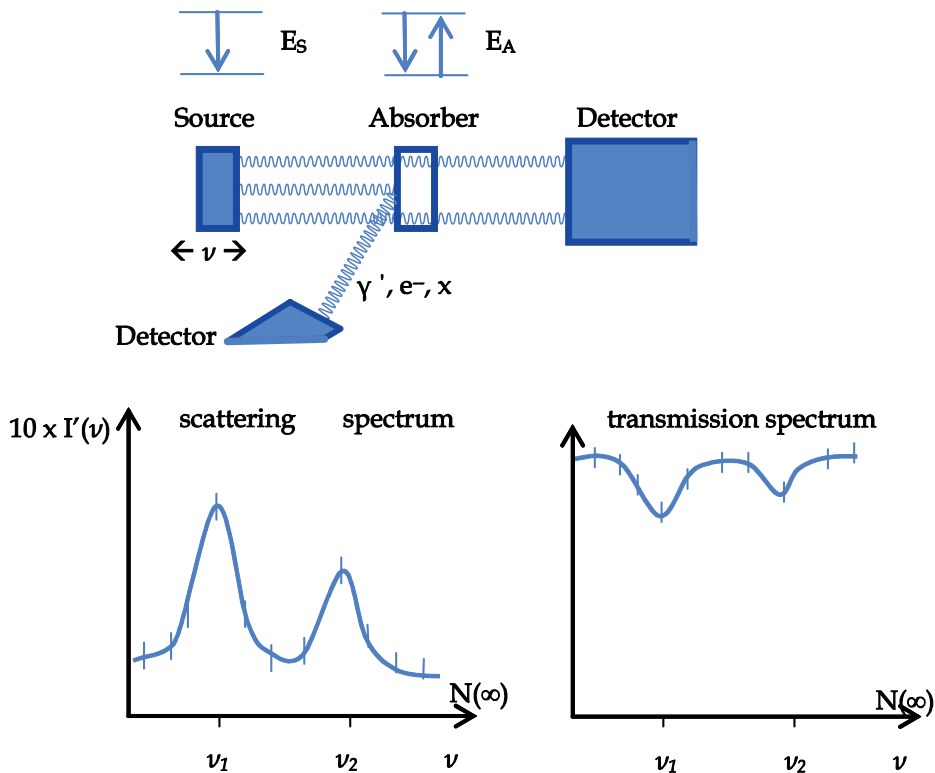 E_S E_A
Source Absorber Detector
← ν →
γ ', e⁻, x
Detector
10 x I′(ν) scattering spectrum
transmission spectrum
N(∞) N(∞)
ν₁ ν₂ ν ν₁ ν₂ ν